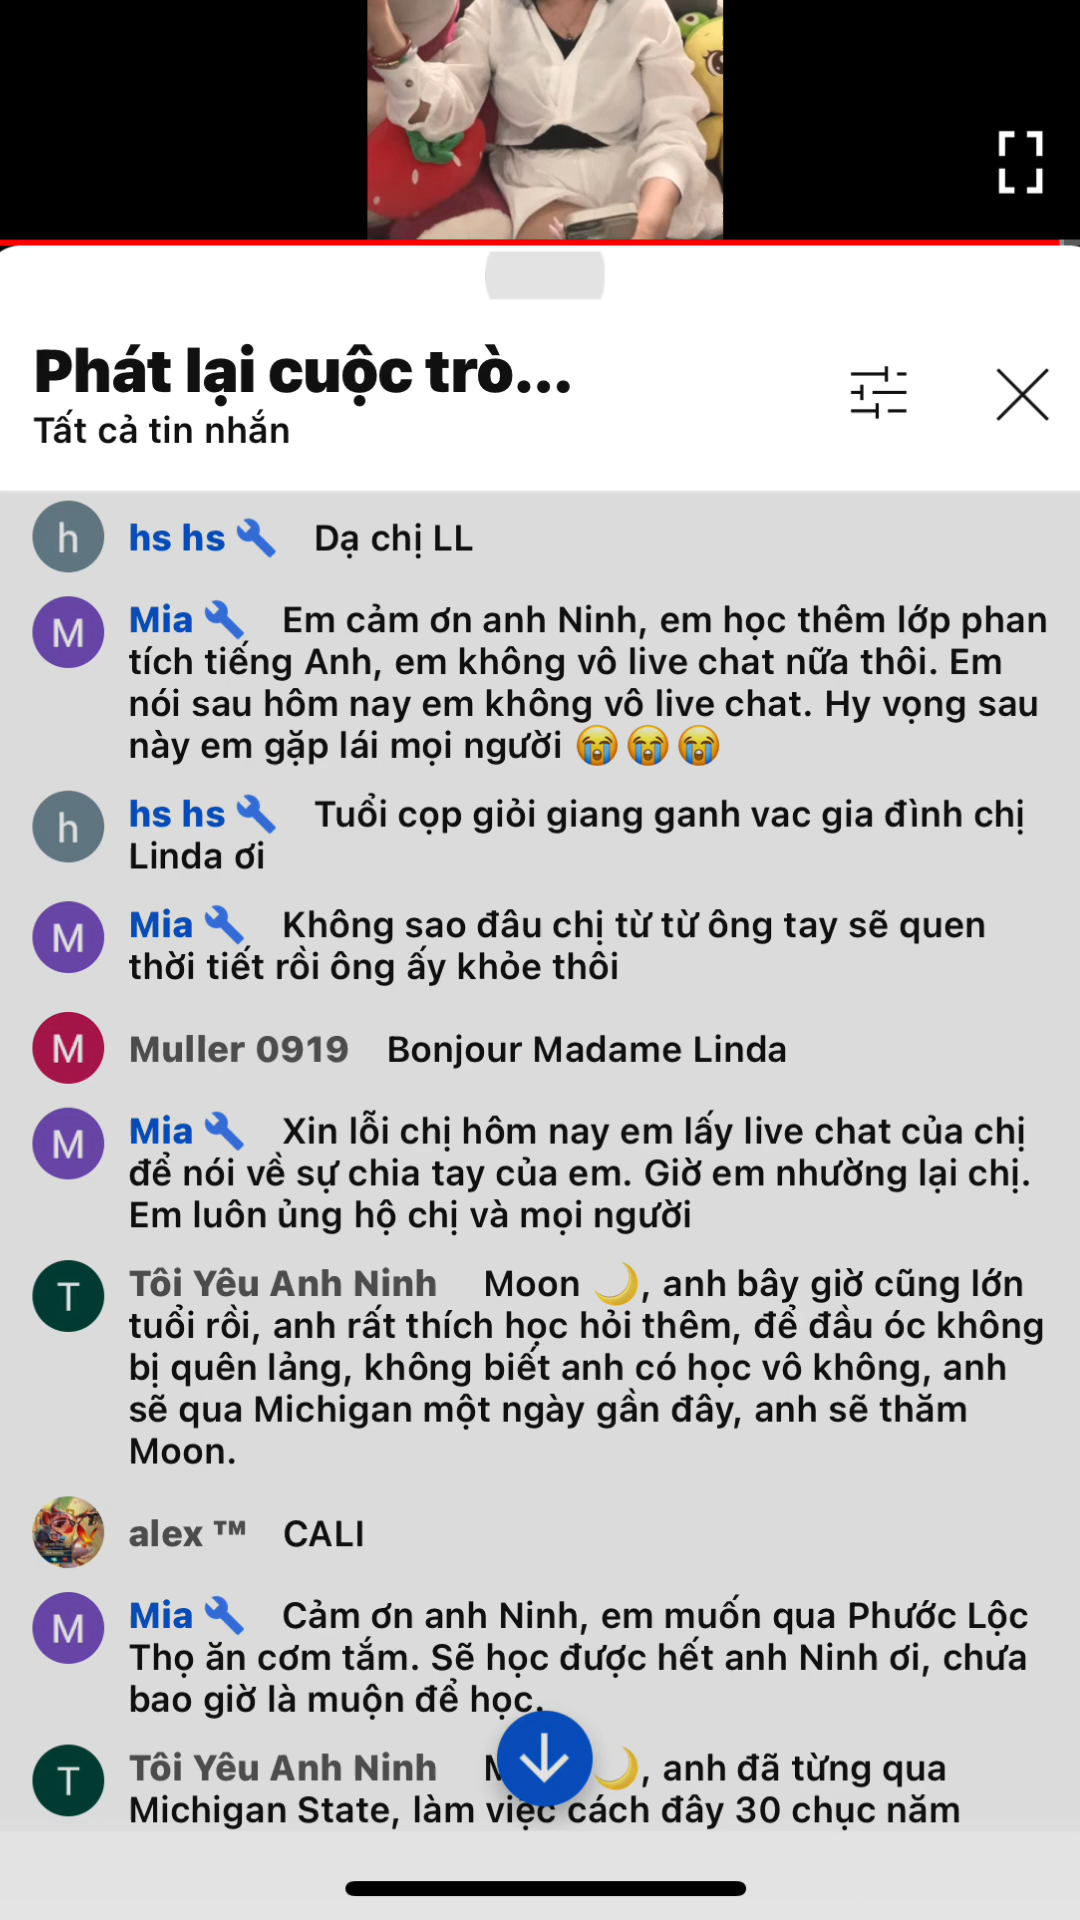 Phát lại cuộc trò...
Tất cả tin nhắn
h hs hs Dạ chị LL
M Mia Em cảm ơn anh Ninh, em học thêm lớp phan
tích tiếng Anh, em không vô live chat nữa thôi. Em
nói sau hôm nay em không vô live chat. Hy vọng sau
này em gặp lái mọi người 😭😭😭
h hs hs Tuổi cọp giỏi giang ganh vac gia đình chị
Linda ơi
M Mia Không sao đâu chị từ từ ông tay sẽ quen
thời tiết rồi ông ấy khỏe thôi
M Muller 0919 Bonjour Madame Linda
M Mia Xin lỗi chị hôm nay em lấy live chat của chị
để nói về sự chia tay của em. Giờ em nhường lại chị.
Em luôn ủng hộ chị và mọi người
T Tôi Yêu Anh Ninh Moon 🌙, anh bây giờ cũng lớn
tuổi rồi, anh rất thích học hỏi thêm, để đầu óc không
bị quên lảng, không biết anh có học vô không, anh
sẽ qua Michigan một ngày gần đây, anh sẽ thăm
Moon.
alex ™ CALI
M Mia Cảm ơn anh Ninh, em muốn qua Phước Lộc
Thọ ăn cơm tắm. Sẽ học được hết anh Ninh ơi, chưa
bao giờ là muộn để học.
T Tôi Yêu Anh Ninh 🌙, anh đã từng qua
Michigan State, làm việc cách đây 30 chục năm